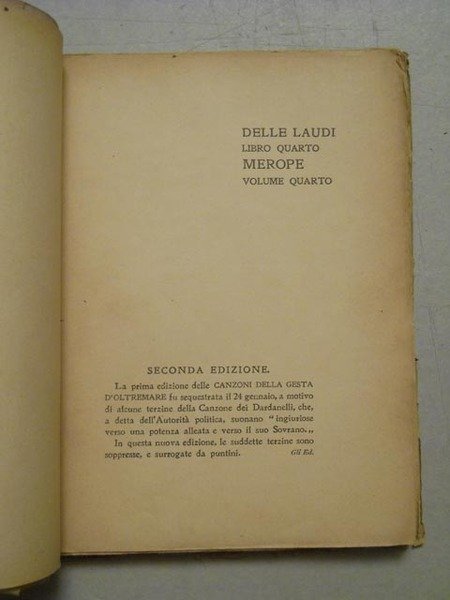 DELLE LAUDI
LIBRO QUARTO
MEROPE
VOLUME QUARTO
SECONDA EDIZIONE.
La prima edizione delle CANZONI DELLA GESTA
D'OLTREMARE fu sequestrata il 24 gennaio, a motivo
di alcune terzine della Canzone dei Dardanelli, che,
a detta dell'Autorità politica, suonano "ingiuriose
verso una potenza alleata e verso il suo Sovrano.„
In questa nuova edizione, le suddette terzine sono
soppresse, e surrogate da puntini. Gli Ed.